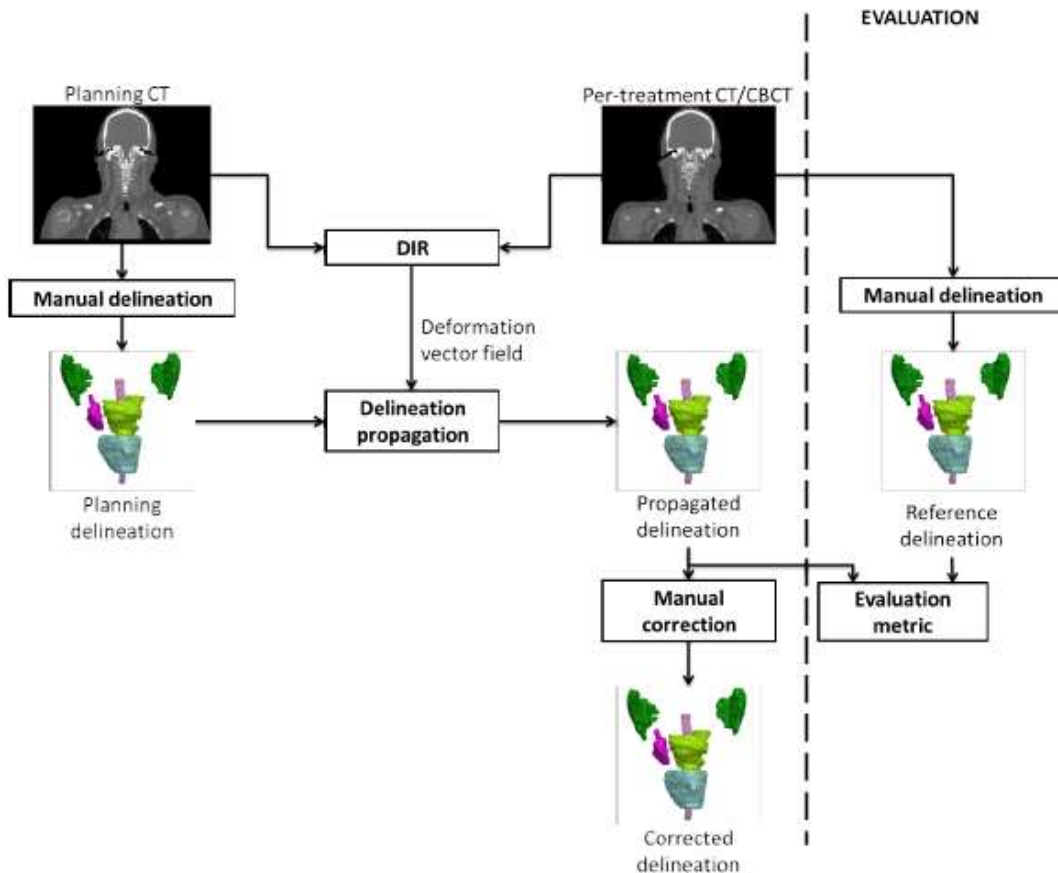 EVALUATION
Planning CT
Per-treatment CT/CBCT
DIR
Manual delineation
Manual delineation
Deformation
vector field
Delineation
propagation
Planning
delineation
Propagated
delineation
Reference
delineation
Manual
correction
Evaluation
metric
Corrected
delineation